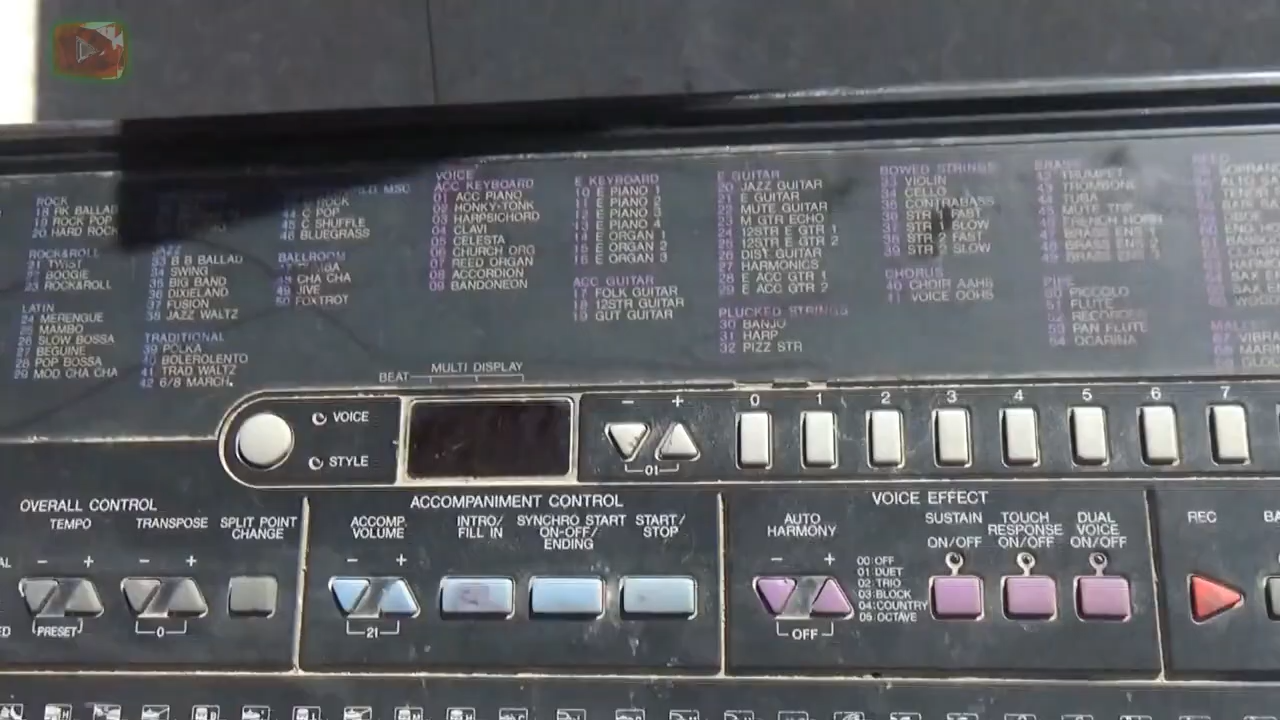 ROCK
18 RK BALLAD
19 ROCK POP
20 HARD ROCK
ROCK&ROLL
21 TWIST
22 BOOGIE
23 ROCK&ROLL
LATIN
24 MERENGUE
25 MAMBO
26 SLOW BOSSA
27 BEGUINE
28 POP BOSSA
29 MOD CHA CHA
JAZZ
33 B B BALLAD
34 SWING
35 BIG BAND
36 DIXIELAND
37 FUSION
38 JAZZ WALTZ
TRADITIONAL
39 POLKA
40 BOLEROLENTO
41 TRAD WALTZ
42 6/8 MARCH
ROCK
44 C POP
45 C SHUFFLE
46 BLUEGRASS
BALLROOM
48 CHA CHA
49 JIVE
50 FOXTROT
VOICE
ACC KEYBOARD
01 ACC PIANO
02 HONKY-TONK
03 HARPSICHORD
04 CLAVI
05 CELESTA
06 CHURCH ORG
07 REED ORGAN
08 ACCORDION
09 BANDONEON
E KEYBOARD
10 E PIANO 1
11 E PIANO 2
12 E PIANO 3
13 E PIANO 4
14 E ORGAN 1
15 E ORGAN 2
16 E ORGAN 3
ACC GUITAR
17 FOLK GUITAR
18 12STR GUITAR
19 GUT GUITAR
E GUITAR
20 JAZZ GUITAR
21 E GUITAR
22 MUTE GUITAR
23 M GTR ECHO
24 12STR E GTR 1
25 12STR E GTR 2
26 DIST GUITAR
27 HARMONICS
28 E ACC GTR 1
29 E ACC GTR 2
PLUCKED STRINGS
30 BANJO
31 HARP
32 PIZZ STR
BOWED STRINGS
33 VIOLIN
34 CELLO
35 CONTRABASS
36 STR 1 FAST
37 STR 1 SLOW
38 STR 2 FAST
39 STR 2 SLOW
CHORUS
40 CHOIR AAHS
41 VOICE OOHS
BRASS
42 TRUMPET
43 TROMBONE
44 TUBA
45 MUTE TRP
FRENCH HORN
PIPE
50 PICCOLO
51 FLUTE
52 RECORDER
53 PAN FLUTE
54 OCARINA
BEAT
MULTI DISPLAY
VOICE
STYLE
− +
01
0 1 2 3 4 5 6 7
OVERALL CONTROL
TEMPO
− +
PRESET
TRANSPOSE
− +
0
SPLIT POINT
CHANGE
ACCOMPANIMENT CONTROL
ACCOMP.
VOLUME
− +
21
INTRO/
FILL IN
SYNCHRO START
ON-OFF/
ENDING
START/
STOP
VOICE EFFECT
AUTO
HARMONY
− +
OFF
00: OFF
01: DUET
02: TRIO
03: BLOCK
04: COUNTRY
05: OCTAVE
SUSTAIN
ON/OFF
TOUCH
RESPONSE
ON/OFF
DUAL
VOICE
ON/OFF
REC
−